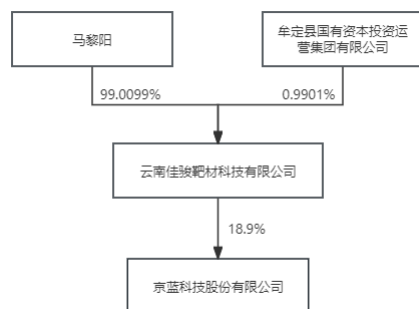 马黎阳
牟定县国有资本投资运
营集团有限公司
99.0099%
0.9901%
云南佳骏靶材科技有限公司
18.9%
京蓝科技股份有限公司